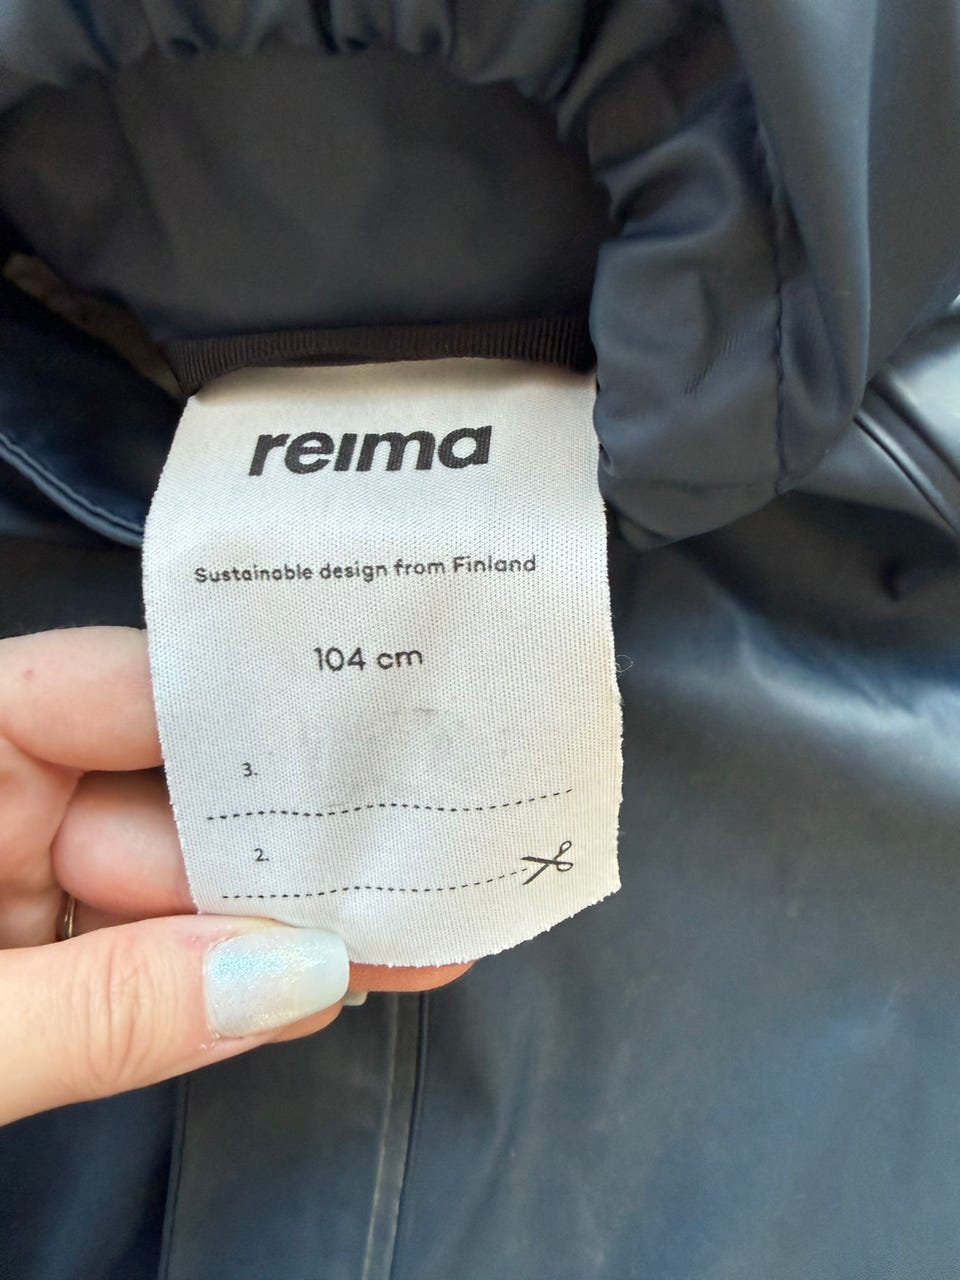 reima
Sustainable design from Finland
104 cm
3.
2.